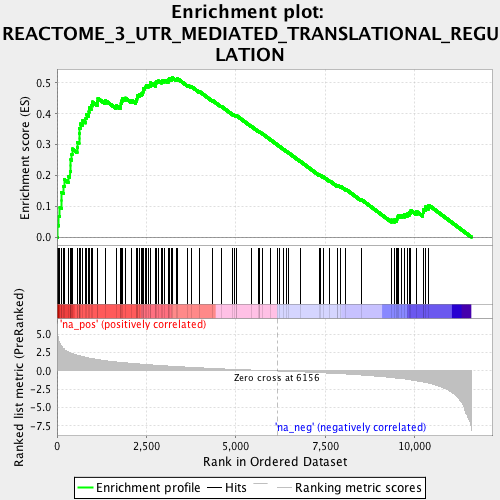 Enrichment plot:
REACTOME_3_UTR_MEDIATED_TRANSLATIONAL_REGU
LATION
Enrichment score (ES)
0.5
0.4
0.3
0.2
0.1
0.0
'na_pos' (positively correlated)
Ranked list metric (PreRanked)
5.0
2.5
0.0
-2.5
-5.0
-7.5
Zero cross at 6156
'na_neg' (negatively correlated)
0
2,500
5,000
7,500
10,000
Rank in Ordered Dataset
Enrichment profile
Hits
Ranking metric scores